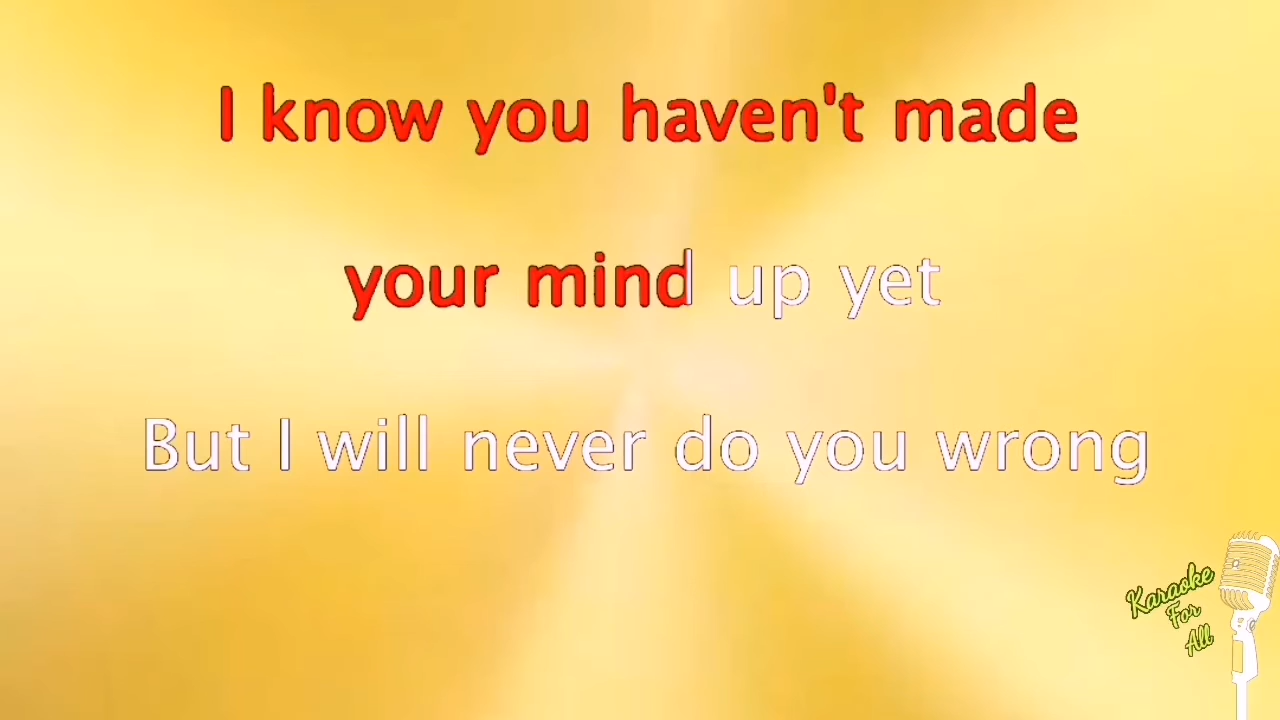 I know you haven't made
your mind up yet
But I will never do you wrong
Karaoke
For
All